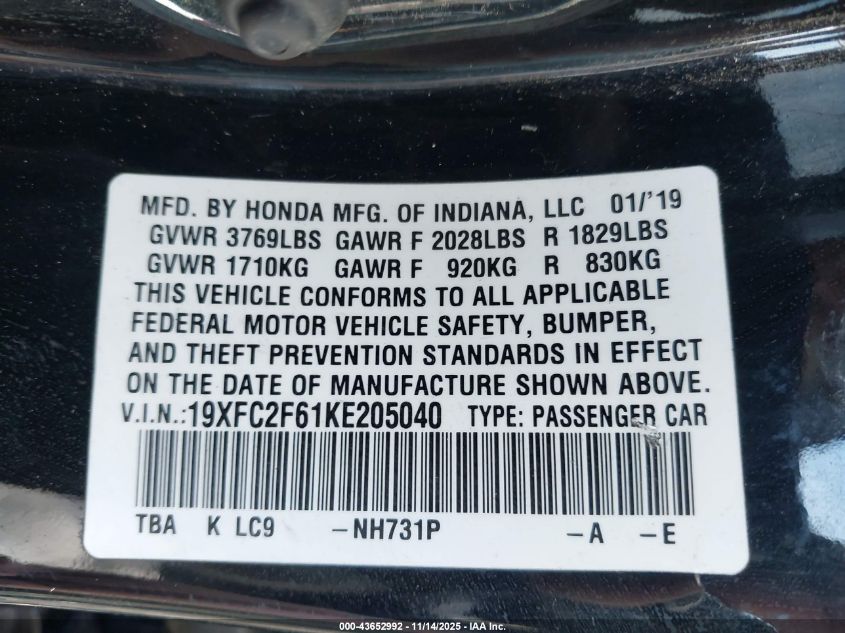 MFD. BY HONDA MFG. OF INDIANA, LLC 01/'19
GVWR 3769LBS GAWR F 2028LBS R 1829LBS
GVWR 1710KG GAWR F 920KG R 830KG
THIS VEHICLE CONFORMS TO ALL APPLICABLE
FEDERAL MOTOR VEHICLE SAFETY, BUMPER,
AND THEFT PREVENTION STANDARDS IN EFFECT
ON THE DATE OF MANUFACTURE SHOWN ABOVE.
V.I.N.:19XFC2F61KE205040 TYPE: PASSENGER CAR
TBA K LC9 -NH731P -A -E
000-43652992 - 11/14/2025 - IAA Inc.